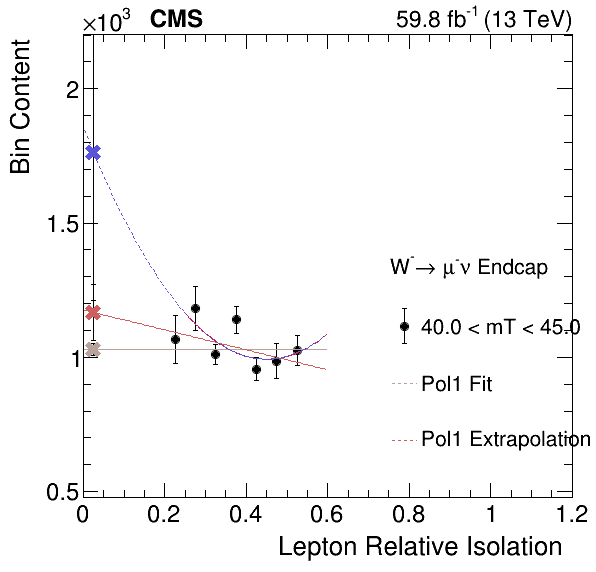 ×10³ CMS 59.8 fb⁻¹ (13 TeV)
Bin Content
2
1.5
1
0.5
W⁻→ μ⁻ν Endcap
40.0 < mT < 45.0
Pol1 Fit
Pol1 Extrapolation
0 0.2 0.4 0.6 0.8 1 1.2
Lepton Relative Isolation